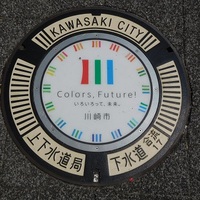 KAWASAKI CITY
Colors, Future!
いろいろって、未来。
川崎市
上下水道局
下水道